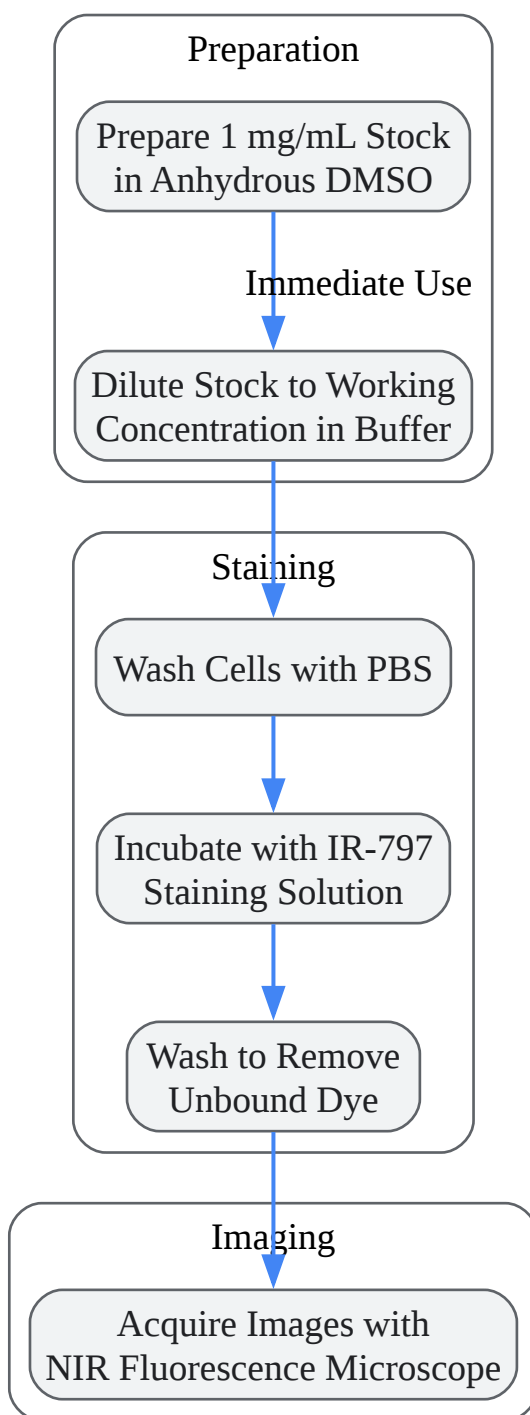 Preparation
Prepare 1 mg/mL Stock
in Anhydrous DMSO
Immediate Use
Dilute Stock to Working
Concentration in Buffer
Staining
Wash Cells with PBS
Incubate with IR-797
Staining Solution
Wash to Remove
Unbound Dye
Imaging
Acquire Images with
NIR Fluorescence Microscope